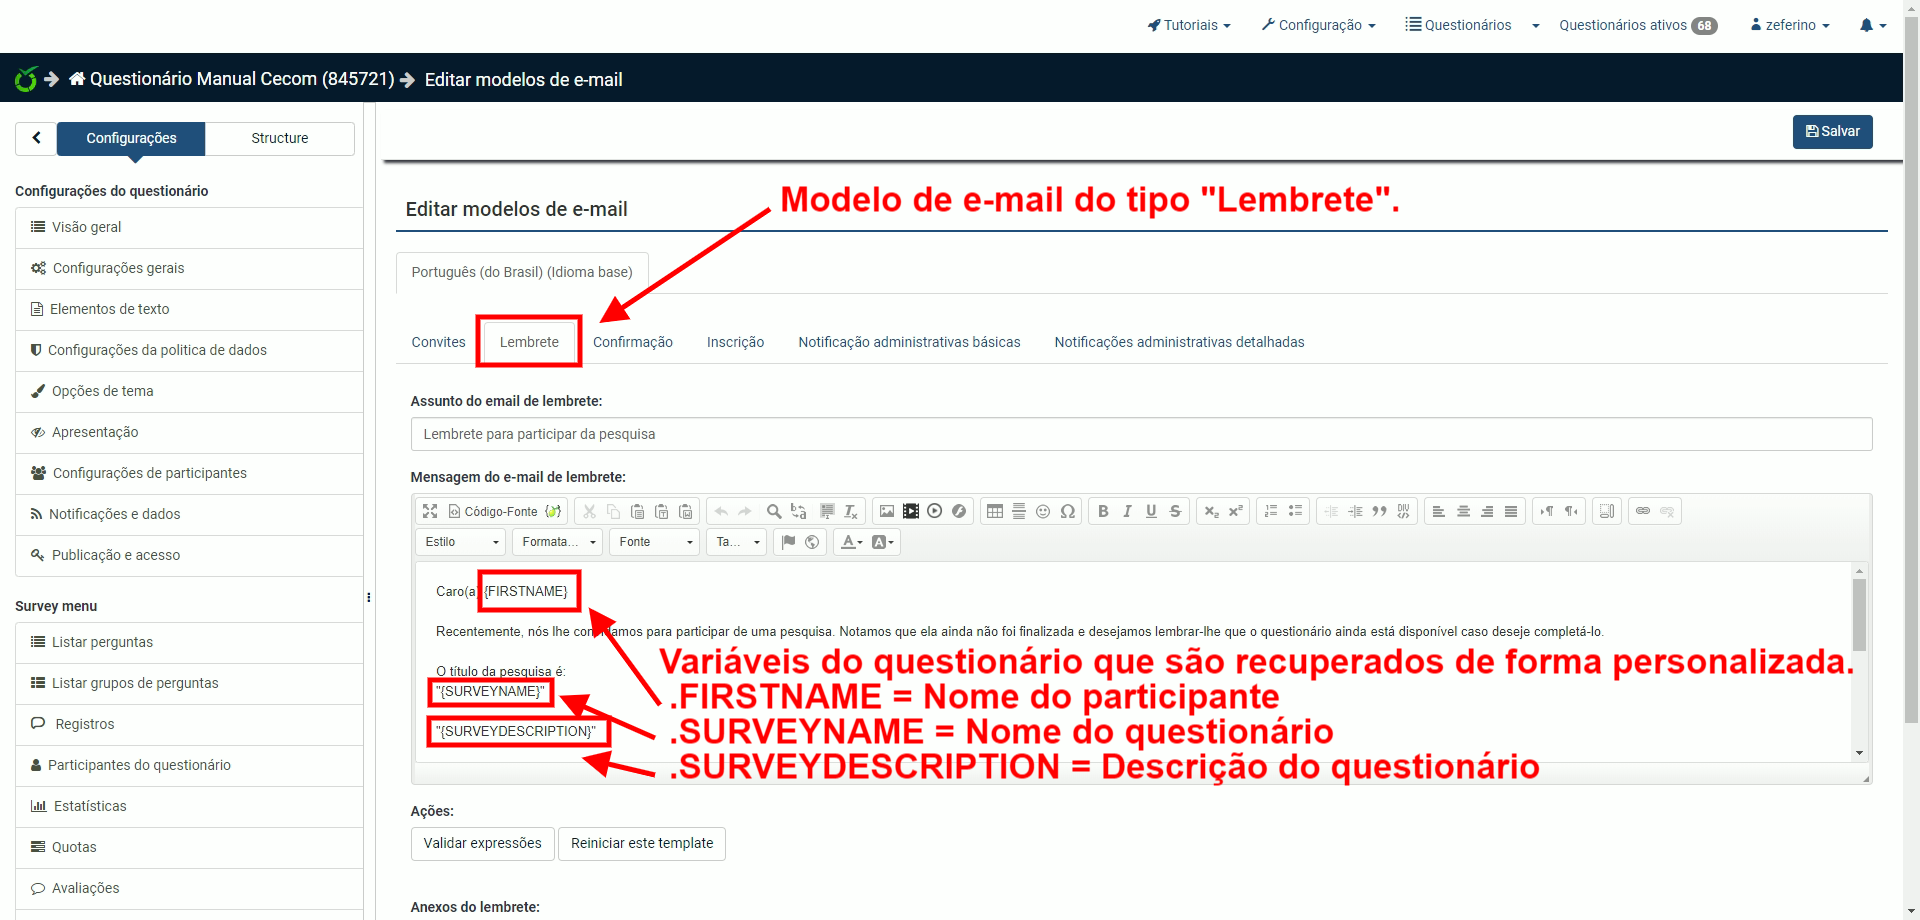 Tutoriais
Configuração
Questionários
Questionários ativos 68
zeferino
Questionário Manual Cecom (845721)
Editar modelos de e-mail
Configurações
Structure
Salvar
Configurações do questionário
Visão geral
Configurações gerais
Elementos de texto
Configurações da politica de dados
Opções de tema
Apresentação
Configurações de participantes
Notificações e dados
Publicação e acesso
Survey menu
Listar perguntas
Listar grupos de perguntas
Registros
Participantes do questionário
Estatísticas
Quotas
Avaliações
Editar modelos de e-mail
Modelo de e-mail do tipo "Lembrete".
Português (do Brasil) (Idioma base)
Convites
Lembrete
Confirmação
Inscrição
Notificação administrativas básicas
Notificações administrativas detalhadas
Assunto do email de lembrete:
Lembrete para participar da pesquisa
Mensagem do e-mail de lembrete:
Código-Fonte
Estilo
Formata...
Fonte
Ta...
Caro(a) {FIRSTNAME}
Recentemente, nós lhe convidamos para participar de uma pesquisa. Notamos que ela ainda não foi finalizada e desejamos lembrar-lhe que o questionário ainda está disponível caso deseje completá-lo.
O título da pesquisa é:
"{SURVEYNAME}"
"{SURVEYDESCRIPTION}"
Variáveis do questionário que são recuperados de forma personalizada.
.FIRSTNAME = Nome do participante
.SURVEYNAME = Nome do questionário
.SURVEYDESCRIPTION = Descrição do questionário
Ações:
Validar expressões
Reiniciar este template
Anexos do lembrete: